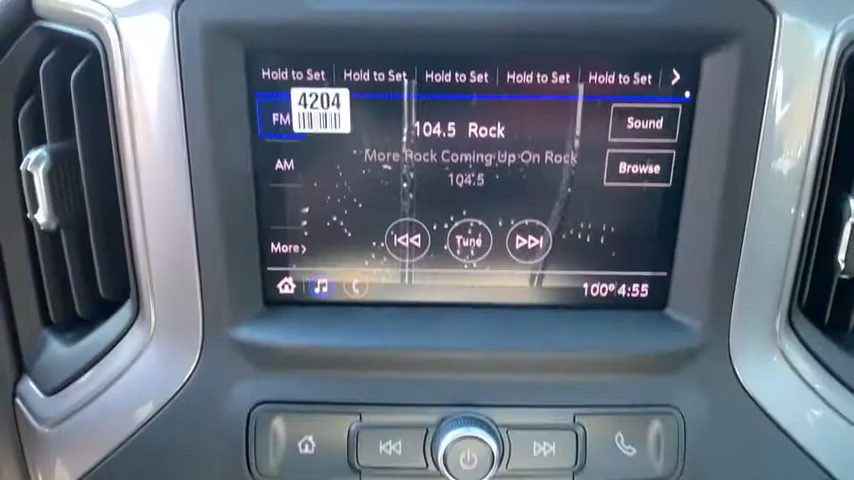 Hold to Set Hold to Set Hold to Set Hold to Set Hold to Set
FM 4204 104.5 Rock Sound
AM More Rock Coming Up On Rock Browse
104.5
More Tune
100° 4:55